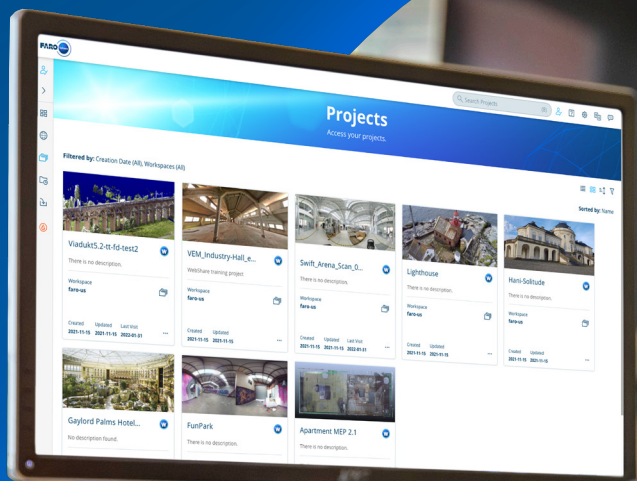 FARO
Search Projects
Projects
Access your projects.
Filtered by: Creation Date (All), Workspaces (All)
Sorted by: Name
Viadukt5.2-tt-fd-test2
W
There is no description.
Workspace
faro-us
Created Updated Last Visit
2021-11-15 2021-11-15 2022-01-31
VEM_Industry-Hall_e...
W
WebShare training project
Workspace
faro-us
Created Updated
2021-11-15 2021-11-15
Swift_Arena_Scan_0...
W
There is no description.
Workspace
faro-us
Created Updated Last Visit
2021-11-15 2021-11-15 2022-01-31
Lighthouse
W
There is no description.
Workspace
faro-us
Created Updated
2021-11-15 2021-11-15
Hani-Solitude
W
There is no description.
Workspace
faro-us
Created Updated
2021-11-15 2021-11-15
Gaylord Palms Hotel...
W
No description found.
FunPark
W
There is no description.
Apartment MEP 2.1
W
There is no description.